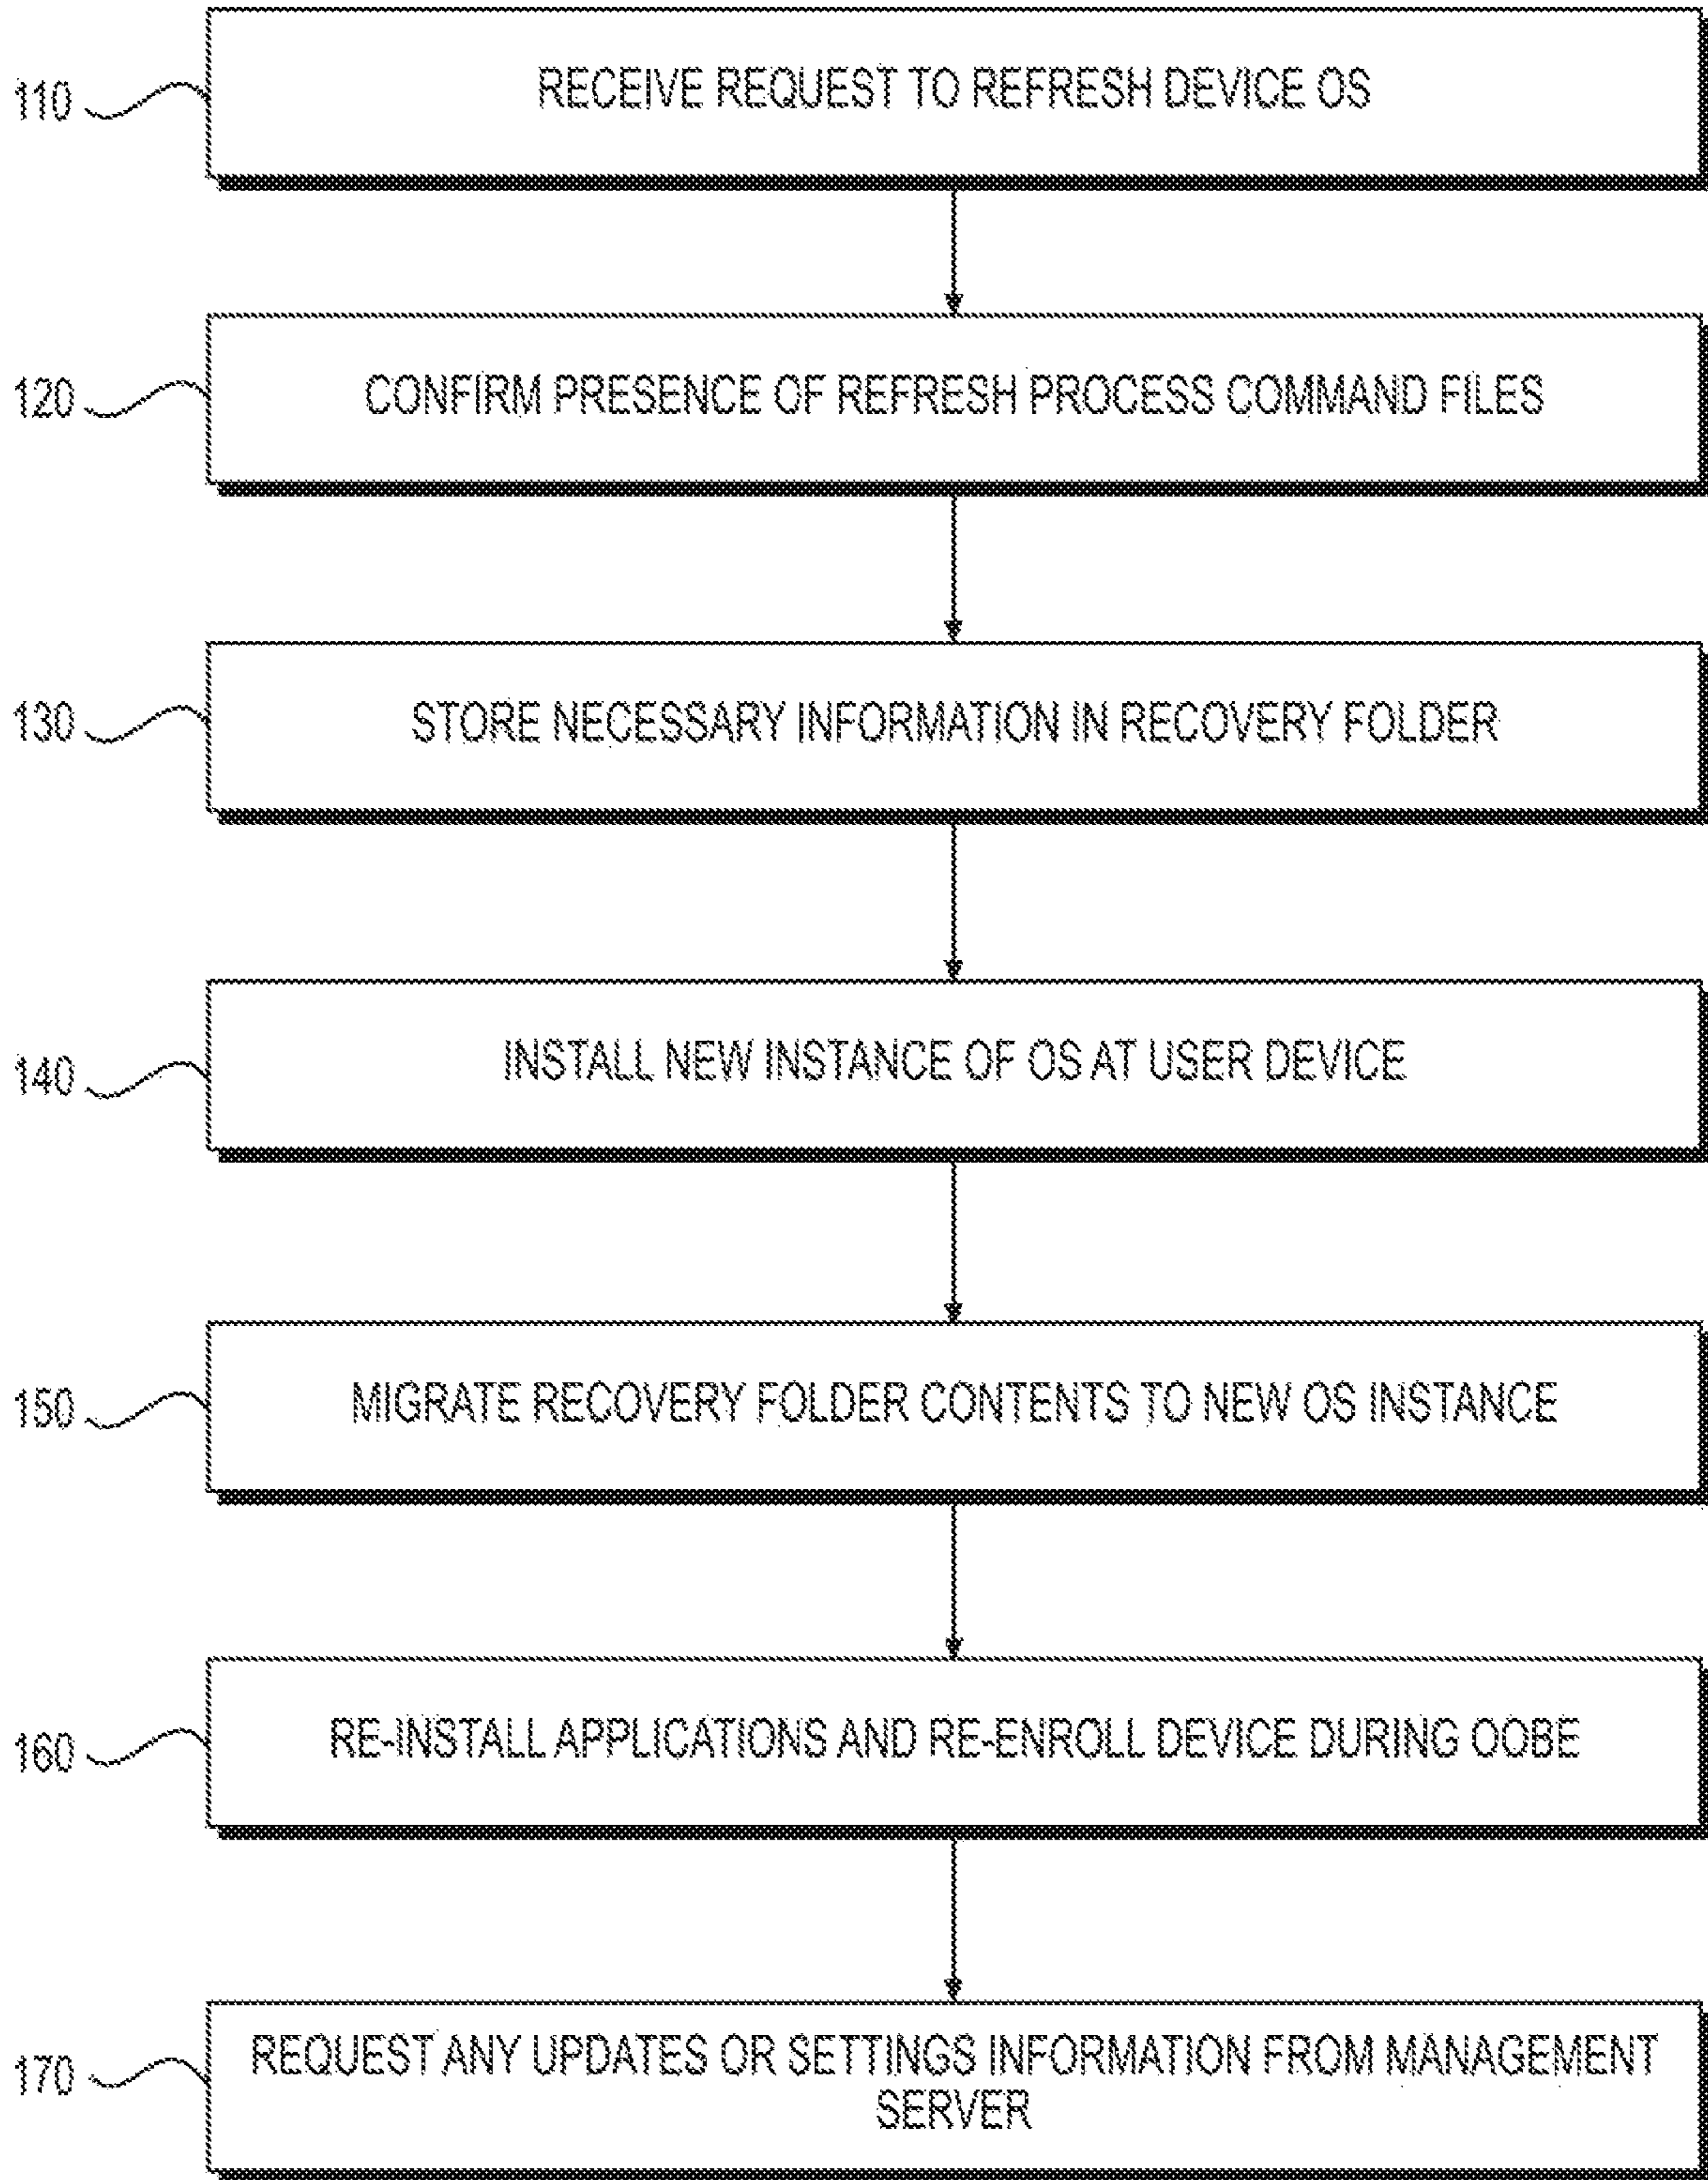 110
RECEIVE REQUEST TO REFRESH DEVICE OS
120
CONFIRM PRESENCE OF REFRESH PROCESS COMMAND FILES
130
STORE NECESSARY INFORMATION IN RECOVERY FOLDER
140
INSTALL NEW INSTANCE OF OS AT USER DEVICE
150
MIGRATE RECOVERY FOLDER CONTENTS TO NEW OS INSTANCE
160
RE-INSTALL APPLICATIONS AND RE-ENROLL DEVICE DURING OOBE
170
REQUEST ANY UPDATES OR SETTINGS INFORMATION FROM MANAGEMENT
SERVER